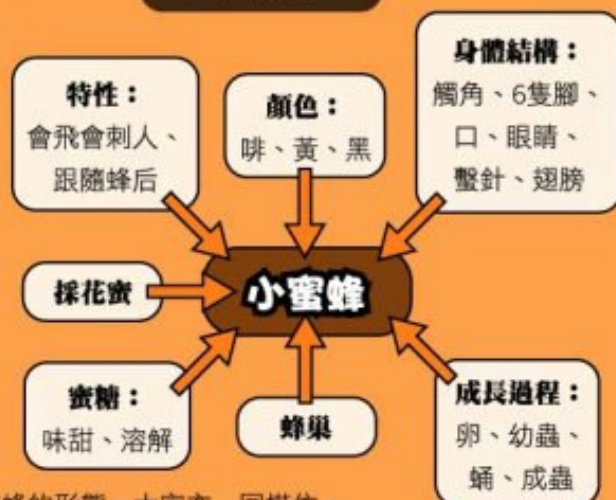 特性：
會飛會刺人、
跟隨蜂后
顏色：
啡、黃、黑
身體結構：
觸角、6隻腳、
口、眼睛、
螫針、翅膀
採花蜜
小蜜蜂
蜜糖：
味甜、溶解
蜂巢
成長過程：
卵、幼蟲、
蛹、成蟲